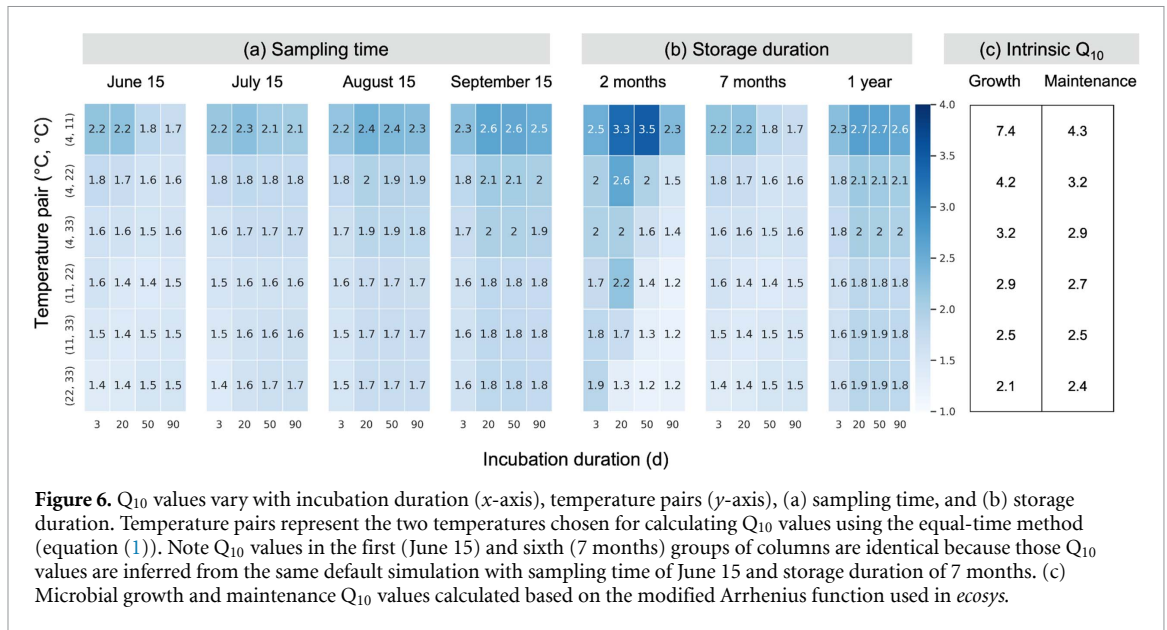 (a) Sampling time (b) Storage duration (c) Intrinsic Q10
June 15 July 15 August 15 September 15 2 months 7 months 1 year Growth Maintenance
Temperature pair (°C, °C)
(4, 11) 2.2 2.2 1.8 1.7 2.2 2.3 2.1 2.1 2.2 2.4 2.4 2.3 2.3 2.6 2.6 2.5 2.5 3.3 3.5 2.3 2.2 2.2 1.8 1.7 2.3 2.7 2.7 2.6 4.0 7.4 4.3
3.5
(4, 22) 1.8 1.7 1.6 1.6 1.8 1.8 1.8 1.8 1.8 2 1.9 1.9 1.8 2.1 2.1 2 2 2.6 2 1.5 1.8 1.7 1.6 1.6 1.8 2.1 2.1 2.1 3.0 4.2 3.2
(4, 33) 1.6 1.6 1.5 1.6 1.6 1.7 1.7 1.7 1.7 1.9 1.9 1.8 1.7 2 2 1.9 2 2 1.6 1.4 1.6 1.6 1.5 1.6 1.8 2 2 2 2.5 3.2 2.9
(11, 22) 1.6 1.4 1.4 1.5 1.5 1.6 1.6 1.6 1.6 1.7 1.7 1.7 1.6 1.8 1.8 1.8 1.7 2.2 1.4 1.2 1.6 1.4 1.4 1.5 1.6 1.8 1.8 1.8 2.0 2.9 2.7
(11, 33) 1.5 1.4 1.5 1.5 1.5 1.6 1.6 1.6 1.5 1.7 1.7 1.7 1.6 1.8 1.8 1.8 1.8 1.7 1.3 1.2 1.5 1.4 1.5 1.5 1.6 1.9 1.9 1.8 1.5 2.5 2.5
(22, 33) 1.4 1.4 1.5 1.5 1.4 1.6 1.7 1.7 1.5 1.7 1.7 1.7 1.6 1.8 1.8 1.8 1.9 1.3 1.2 1.2 1.4 1.4 1.5 1.5 1.6 1.9 1.9 1.8 1.0 2.1 2.4
3 20 50 90 3 20 50 90 3 20 50 90 3 20 50 90 3 20 50 90 3 20 50 90 3 20 50 90
Incubation duration (d)
Figure 6. Q10 values vary with incubation duration (x-axis), temperature pairs (y-axis), (a) sampling time, and (b) storage
duration. Temperature pairs represent the two temperatures chosen for calculating Q10 values using the equal-time method
(equation (1)). Note Q10 values in the first (June 15) and sixth (7 months) groups of columns are identical because those Q10
values are inferred from the same default simulation with sampling time of June 15 and storage duration of 7 months. (c)
Microbial growth and maintenance Q10 values calculated based on the modified Arrhenius function used in ecosys.